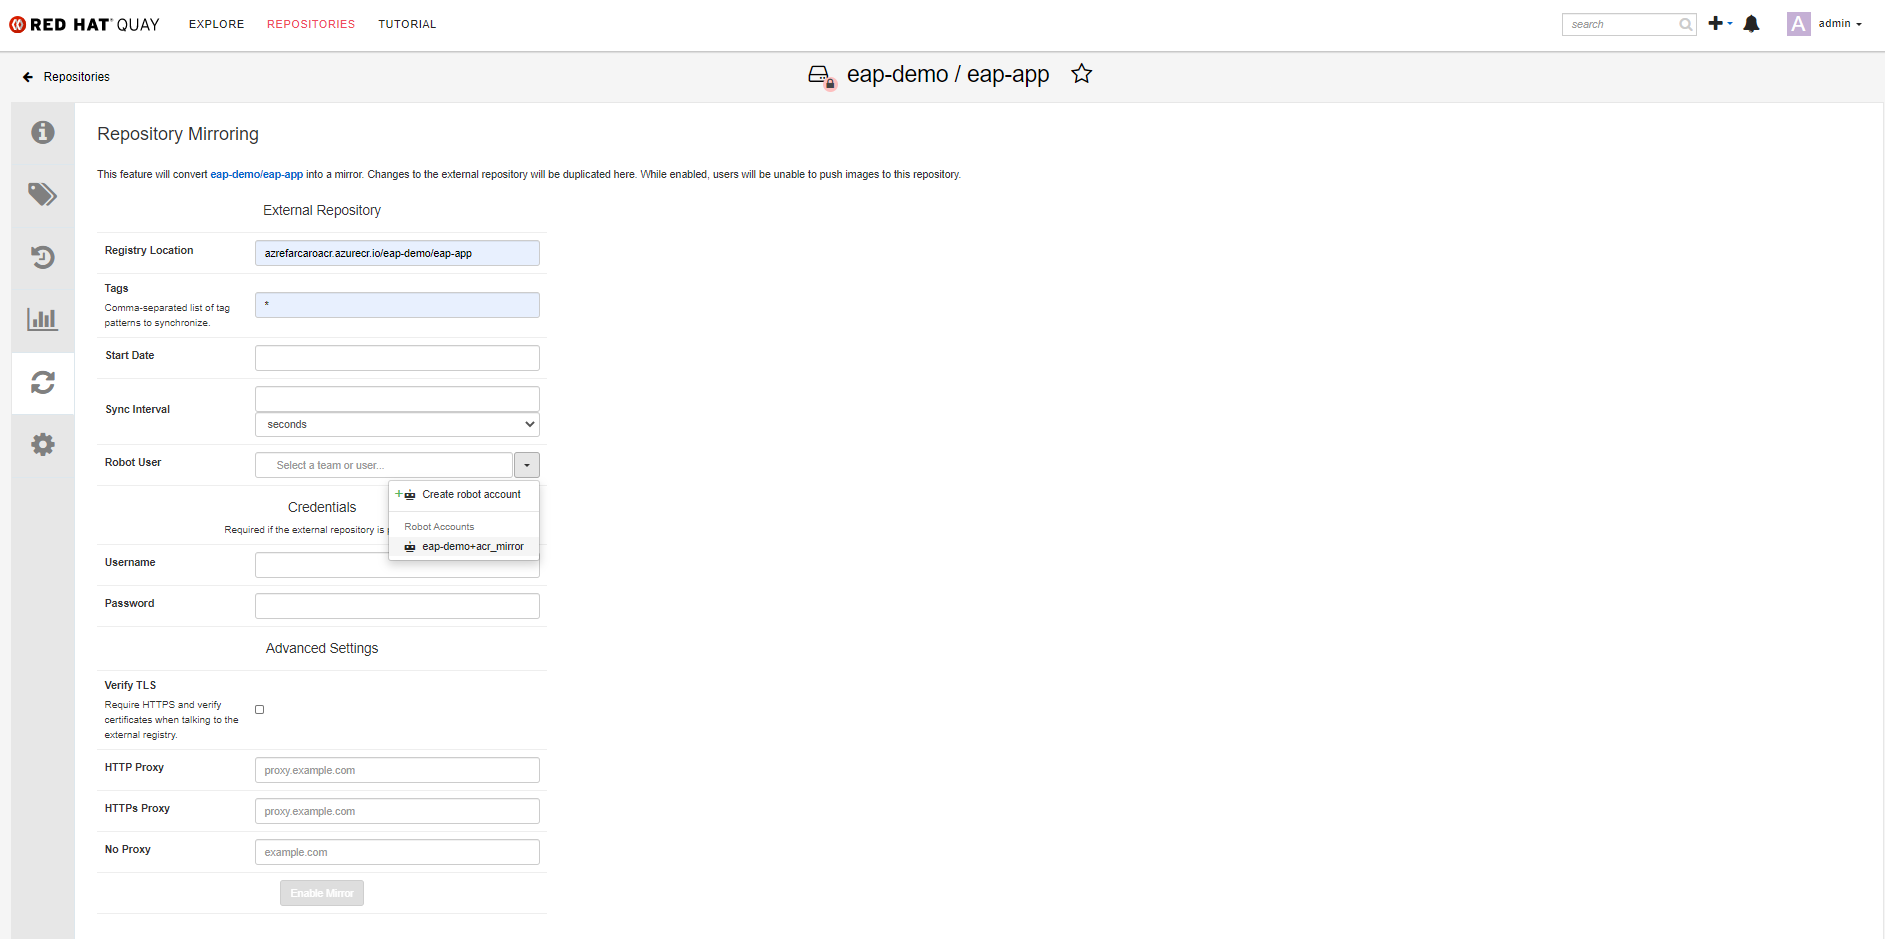 RED HAT QUAY EXPLORE REPOSITORIES TUTORIAL search A admin
Repositories eap-demo / eap-app
Repository Mirroring
This feature will convert eap-demo/eap-app into a mirror. Changes to the external repository will be duplicated here. While enabled, users will be unable to push images to this repository.
External Repository
Registry Location azrefarcaroacr.azurecr.io/eap-demo/eap-app
Tags
Comma-separated list of tag
patterns to synchronize.
*
Start Date
Sync Interval
seconds
Robot User Select a team or user...
Create robot account
Robot Accounts
eap-demo+acr_mirror
Credentials
Required if the external repository is
Username
Password
Advanced Settings
Verify TLS
Require HTTPS and verify
certificates when talking to the
external registry.
HTTP Proxy proxy.example.com
HTTPs Proxy proxy.example.com
No Proxy example.com
Enable Mirror